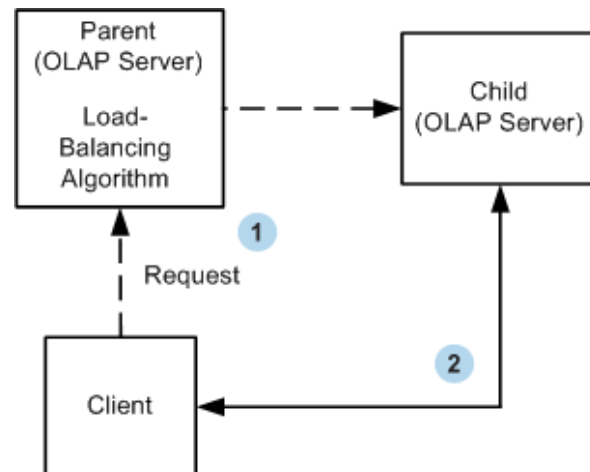 Parent
(OLAP Server)
Load-
Balancing
Algorithm
Child
(OLAP Server)
1
Request
2
Client